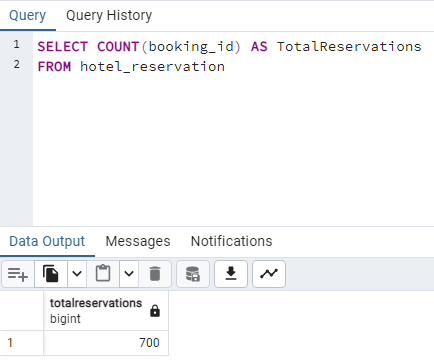 Query Query History
1 SELECT COUNT(booking_id) AS TotalReservations
2 FROM hotel_reservation
Data Output Messages Notifications
totalreservations
bigint
1 700